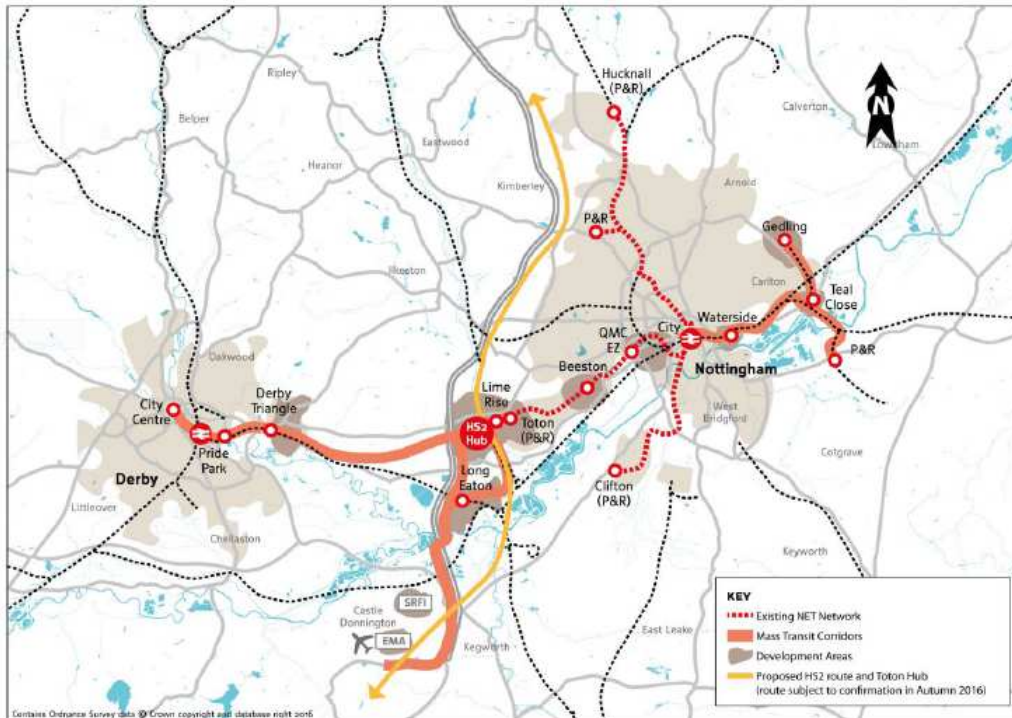 Hucknall
(P&R)
N
Ripley
Calverton
Belper
Lowdham
Eastwood
Heanor
Kimberley
Arnold
P&R
Gedling
Ilkeston
Carlton
Teal
Close
Waterside
City
QMC
EZ
P&R
Nottingham
Beeston
Oakwood
Lime
Rise
West
Bridgford
City
Centre
Derby
Triangle
HS2
Hub
Toton
(P&R)
Pride
Park
Cotgrave
Derby
Long
Eaton
Clifton
(P&R)
Littleover
Chellaston
Keyworth
SRFI
Castle
Donnington
EMA
Kegworth
East Leake
KEY
Existing NET Network
Mass Transit Corridors
Development Areas
Proposed HS2 route and Toton Hub
(route subject to confirmation in Autumn 2016)
Contains Ordnance Survey data © Crown copyright and database right 2016